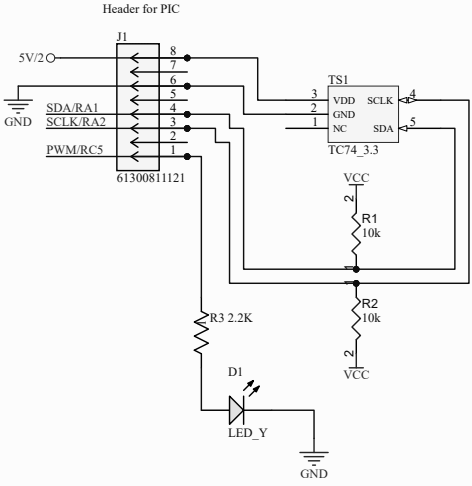 Header for PIC
J1
5V/2
8
7
6
5
GND
SDA/RA1
4
SCLK/RA2
3
2
PWM/RC5
1
61300811121
TS1
3
VDD
SCLK
4
2
GND
1
NC
SDA
5
TC74_3.3
VCC
2
R1
10k
1
1
R2
10k
2
VCC
R3 2.2K
D1
LED_Y
GND